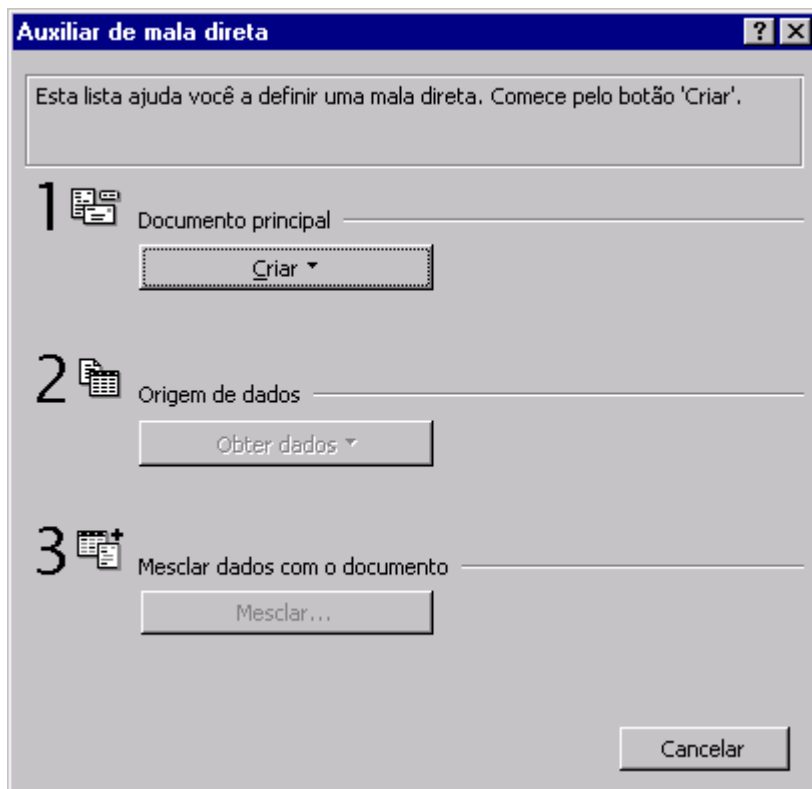 Auxiliar de mala direta
Esta lista ajuda você a definir uma mala direta. Comece pelo botão 'Criar'.
1
Documento principal
Criar
2
Origem de dados
Obter dados
3
Mesclar dados com o documento
Mesclar...
Cancelar